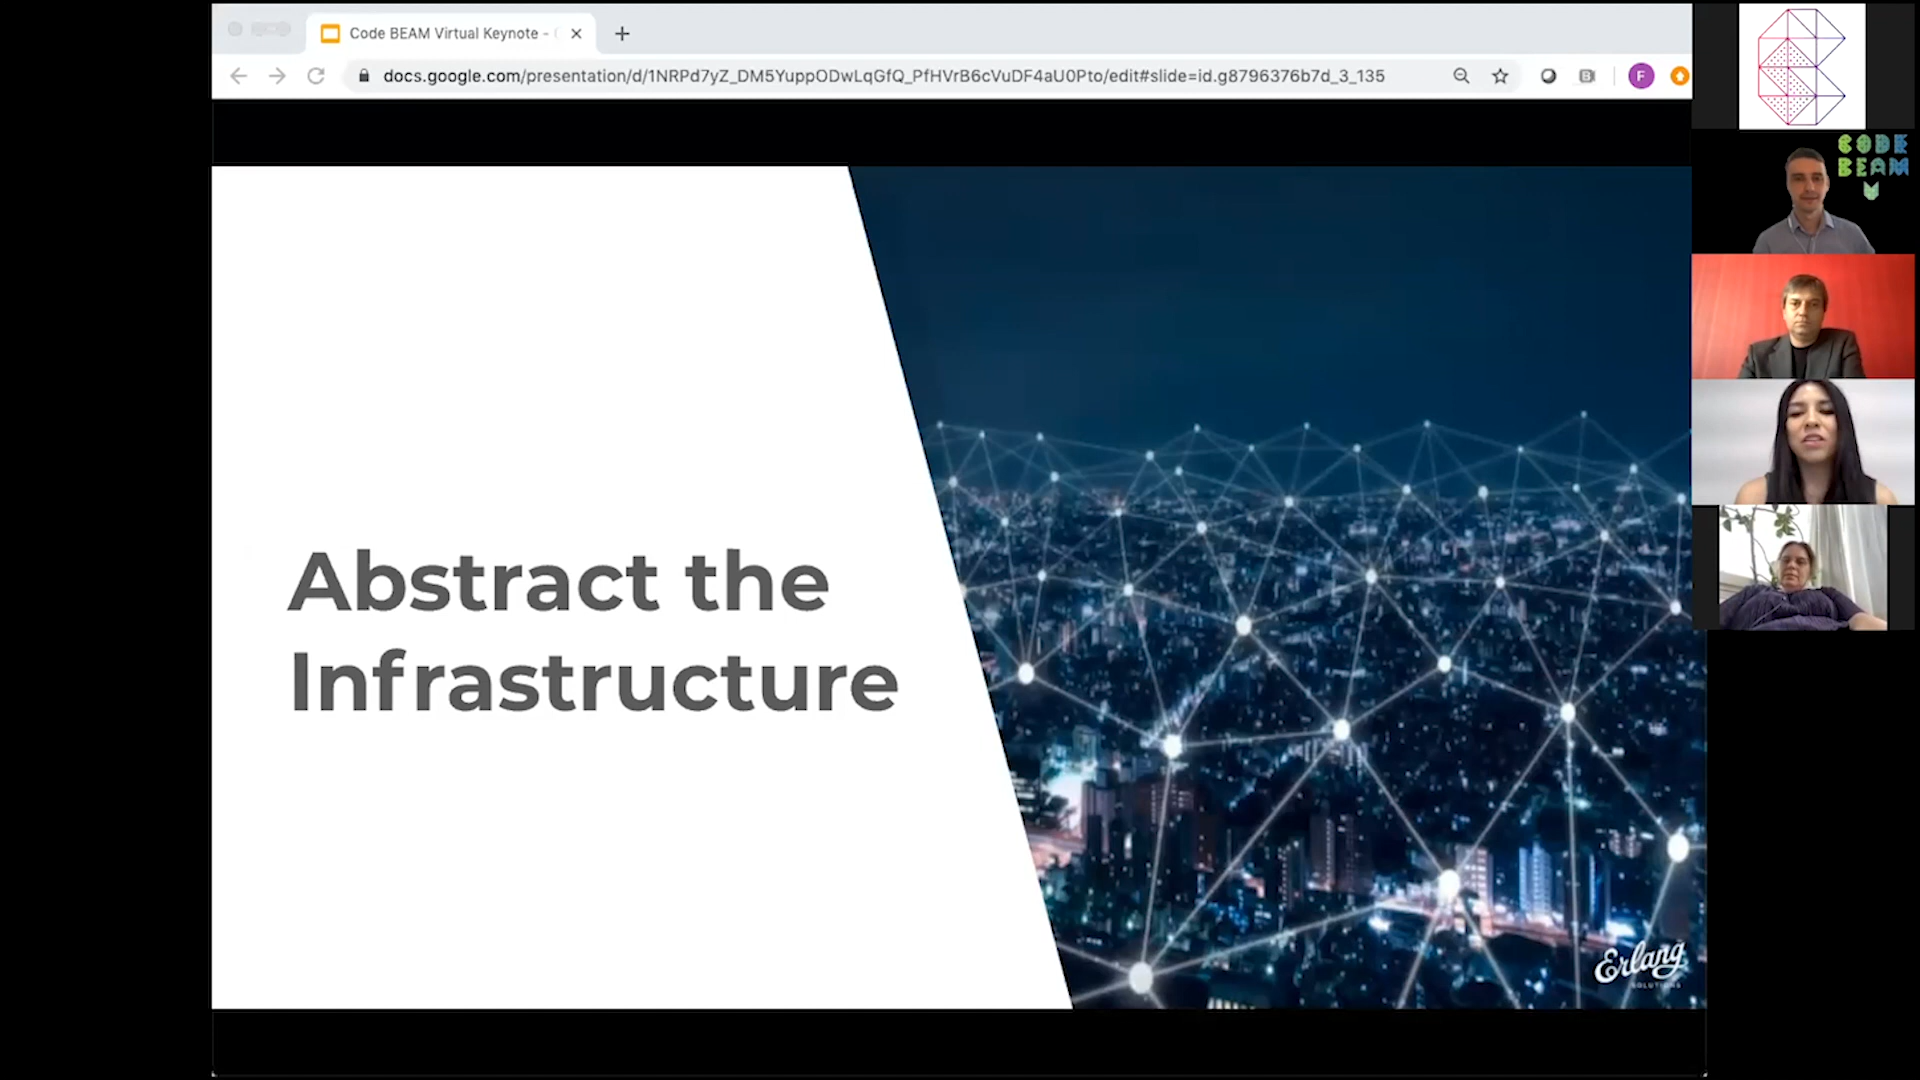 Code BEAM Virtual Keynote - (
docs.google.com/presentation/d/1NRPd7yZ_DM5YuppODwLqGfQ_PfHVrB6cVuDF4aU0Pto/edit#slide=id.g8796376b7d_3_135
F
CODE
BEAM
Abstract the
Infrastructure
Erlang
SOLUTIONS